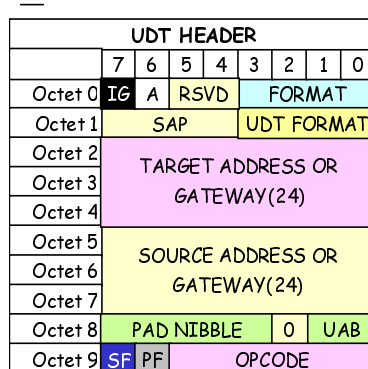 UDT HEADER
7 6 5 4 3 2 1 0
Octet 0 IG A RSVD FORMAT
Octet 1 SAP UDT FORMAT
Octet 2
TARGET ADDRESS OR
Octet 3
GATEWAY(24)
Octet 4
Octet 5
SOURCE ADDRESS OR
Octet 6
GATEWAY(24)
Octet 7
Octet 8 PAD NIBBLE 0 UAB
Octet 9 SF PF OPCODE